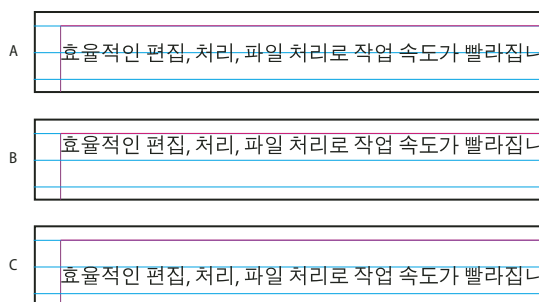 A
효율적인 편집, 처리, 파일 처리로 작업 속도가 빨라집니
B
효율적인 편집, 처리, 파일 처리로 작업 속도가 빨라집니
C
효율적인 편집, 처리, 파일 처리로 작업 속도가 빨라집니